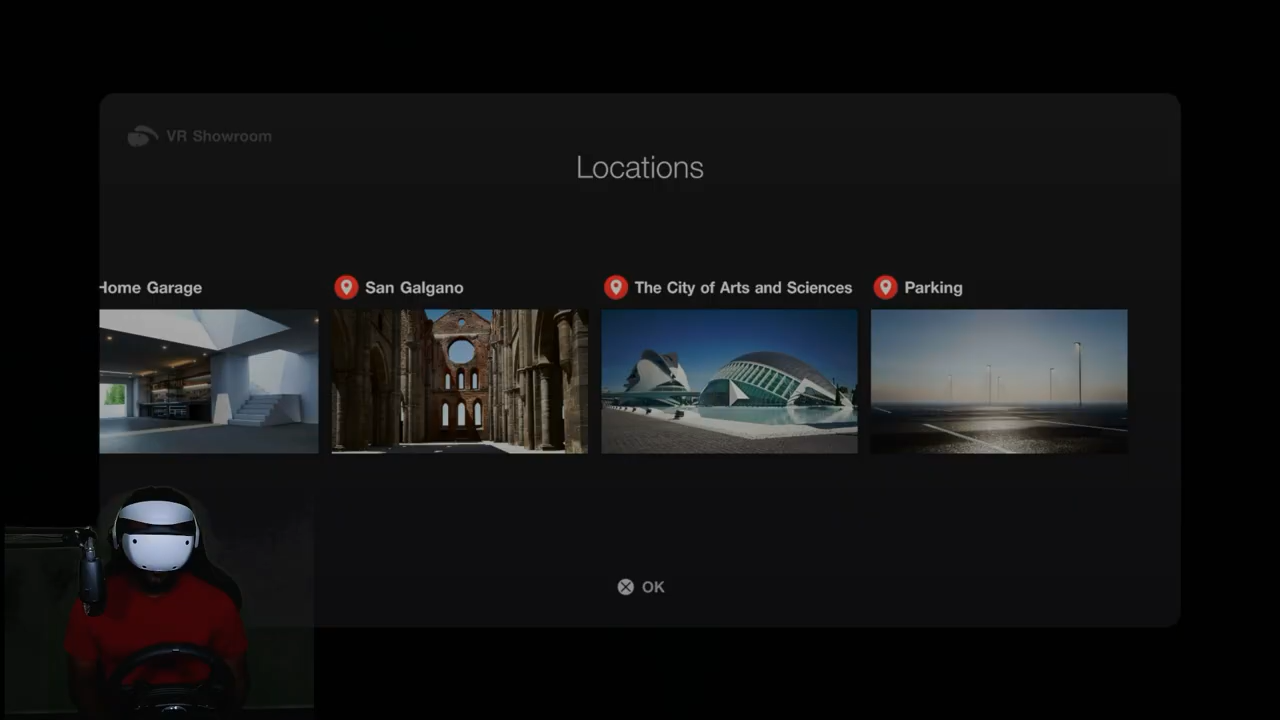 VR Showroom
Locations
Home Garage
San Galgano
The City of Arts and Sciences
Parking
OK